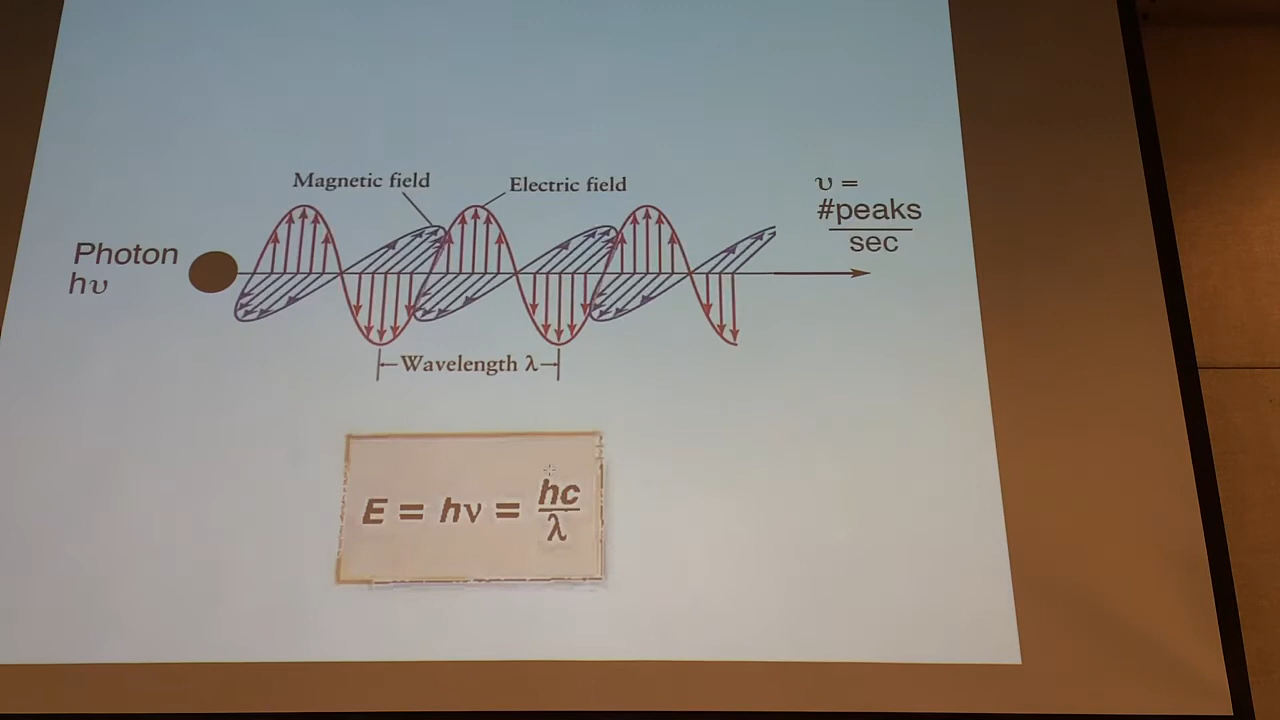 Magnetic field
Electric field
υ =
#peaks
sec
Photon
hυ
Wavelength λ
E = hν = hc
λ